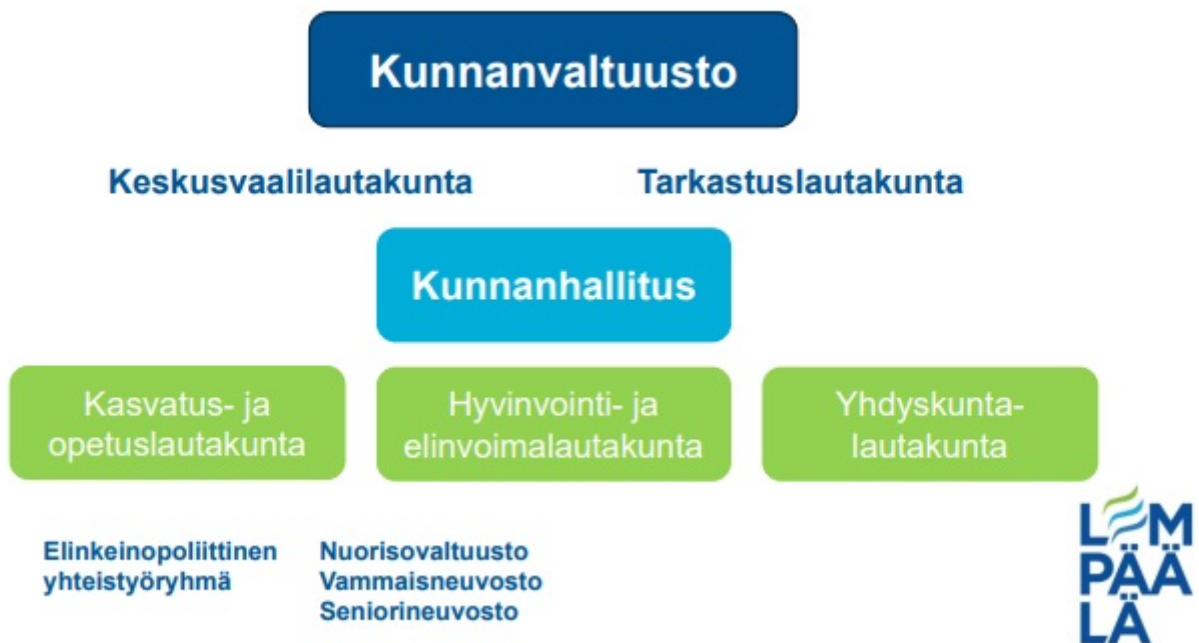 Kunnanvaltuusto
Keskusvaalilautakunta
Tarkastuslautakunta
Kunnanhallitus
Kasvatus- ja
opetuslautakunta
Hyvinvointi- ja
elinvoimalautakunta
Yhdyskunta-
lautakunta
Elinkeinopoliittinen
yhteistyöryhmä
Nuorisovaltuusto
Vammaisneuvosto
Seniorineuvosto
LEM
PÄÄ
LÄ